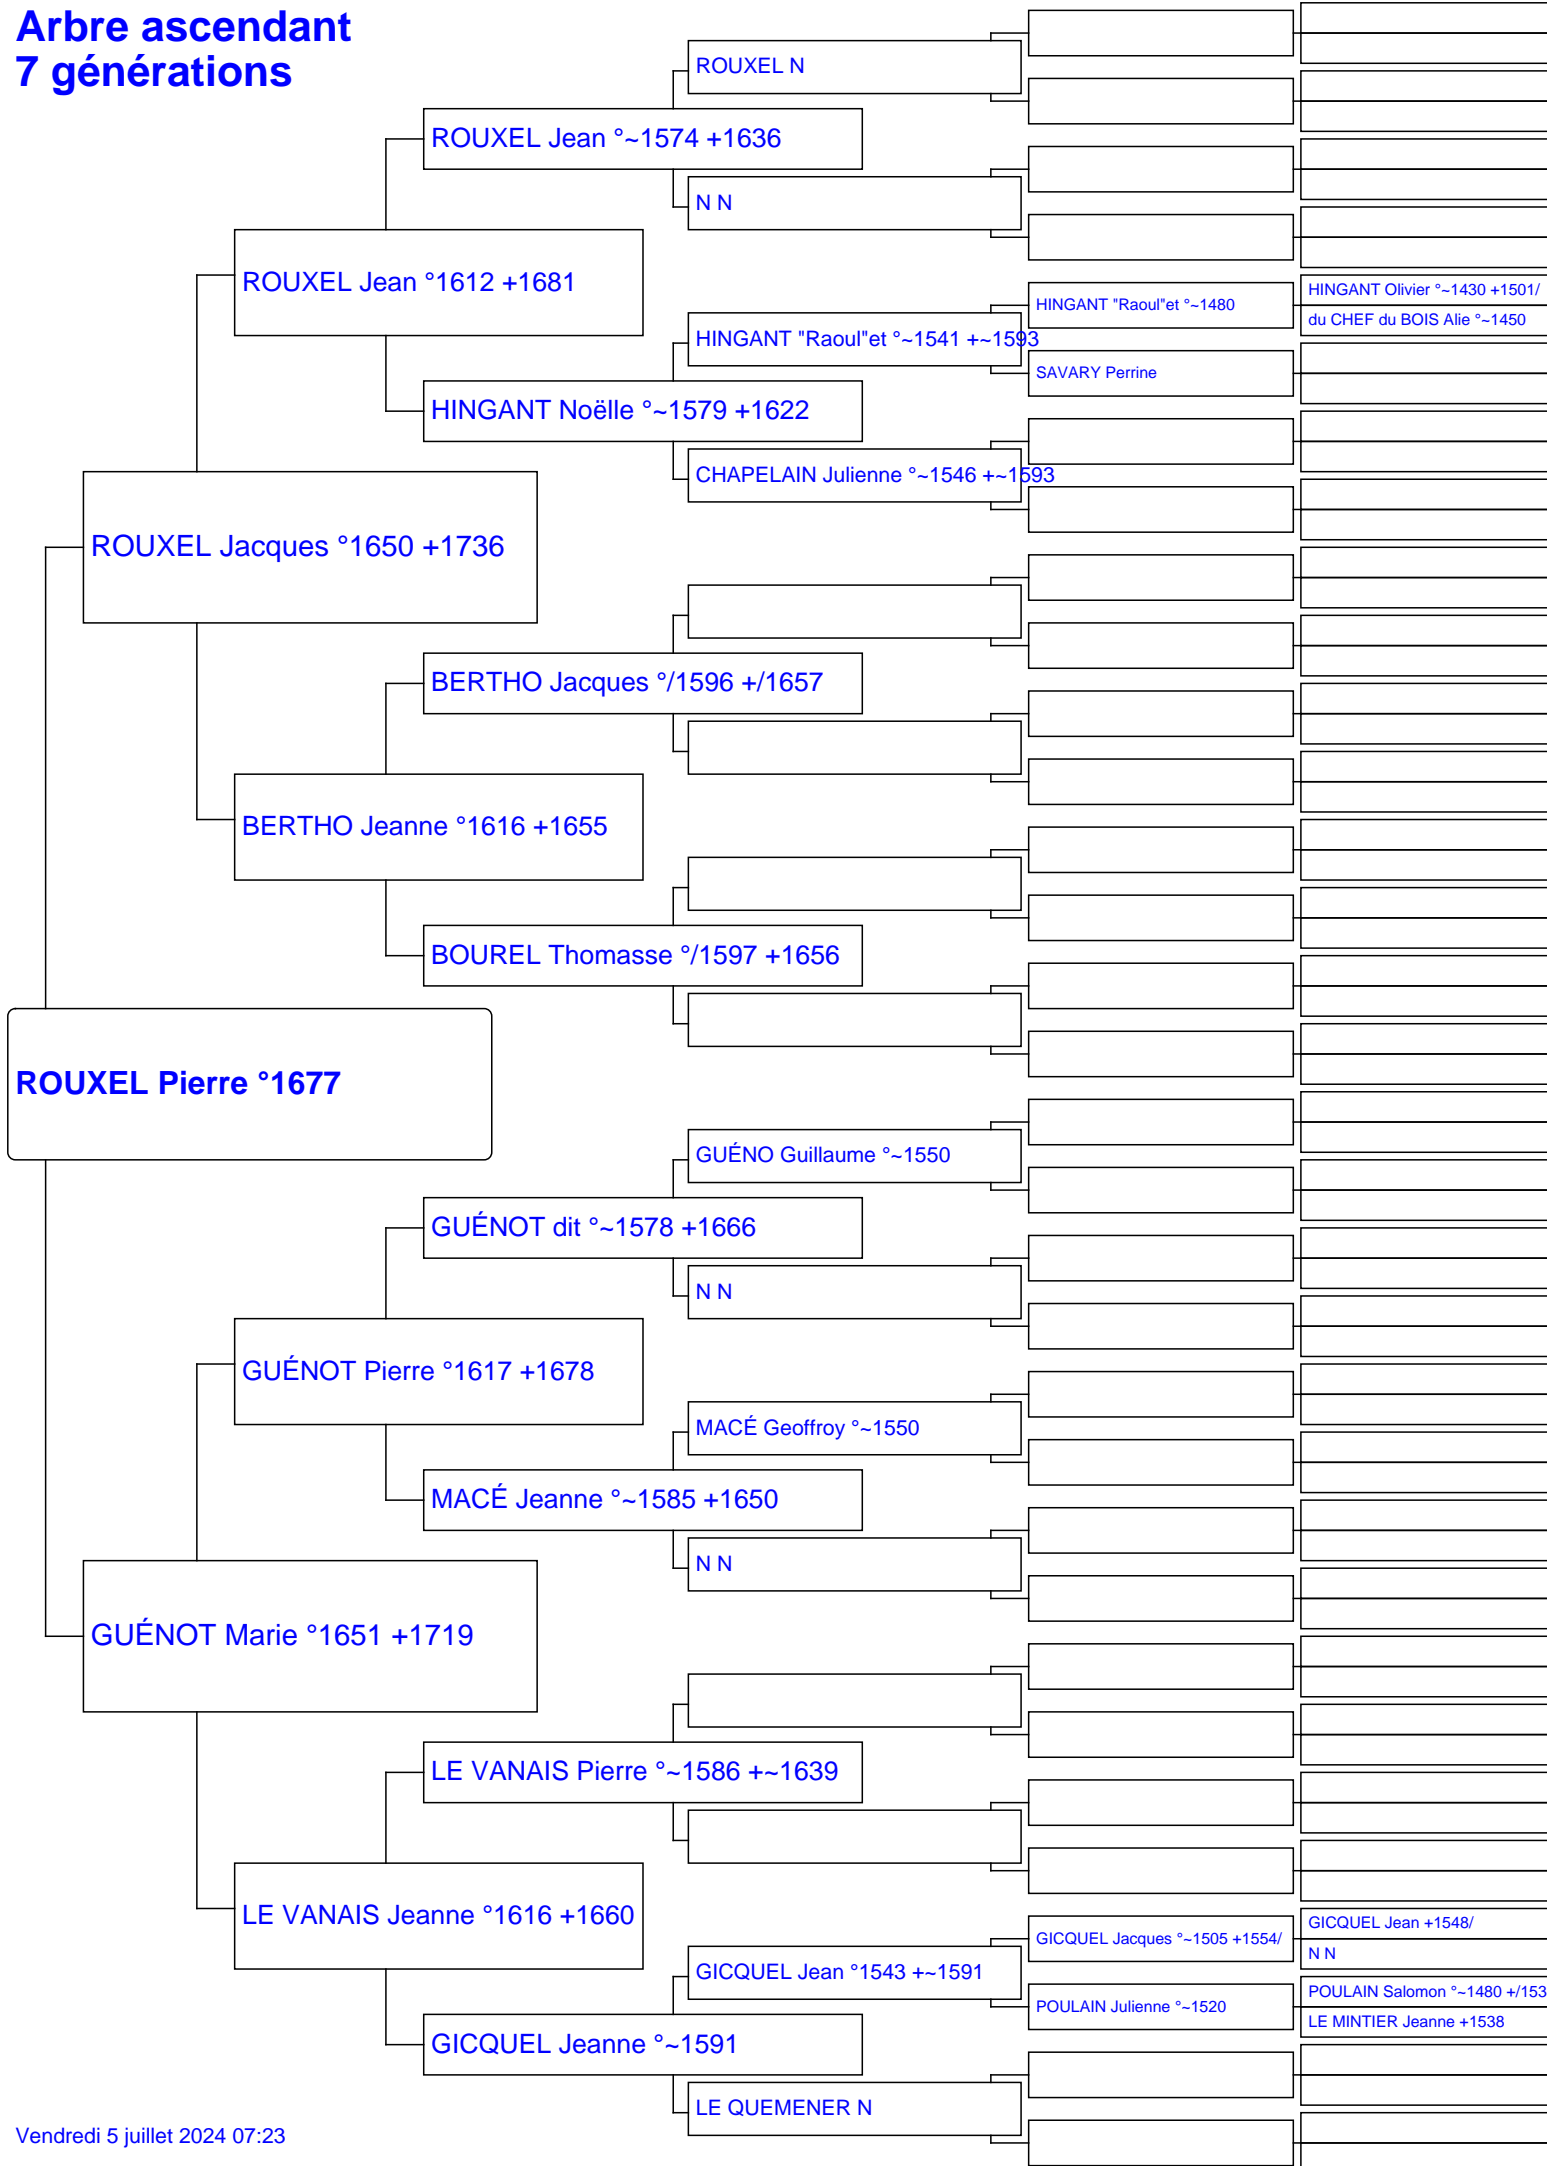 Arbre ascendant
7 générations
ROUXEL N
ROUXEL Jean °~1574 +1636
N N
ROUXEL Jean °1612 +1681
HINGANT "Raoul"et °~1480
HINGANT Olivier °~1430 +1501/
du CHEF du BOIS Alie °~1450
HINGANT "Raoul"et °~1541 +~1593
SAVARY Perrine
HINGANT Noëlle °~1579 +1622
CHAPELAIN Julienne °~1546 +~1593
ROUXEL Jacques °1650 +1736
BERTHO Jacques °/1596 +/1657
BERTHO Jeanne °1616 +1655
BOUREL Thomasse °/1597 +1656
ROUXEL Pierre °1677
GUÉNO Guillaume °~1550
GUÉNOT dit °~1578 +1666
N N
GUÉNOT Pierre °1617 +1678
MACÉ Geoffroy °~1550
MACÉ Jeanne °~1585 +1650
N N
GUÉNOT Marie °1651 +1719
LE VANAIS Pierre °~1586 +~1639
LE VANAIS Jeanne °1616 +1660
GICQUEL Jacques °~1505 +1554/
GICQUEL Jean +1548/
N N
GICQUEL Jean °1543 +~1591
POULAIN Julienne °~1520
POULAIN Salomon °~1480 +/153
LE MINTIER Jeanne +1538
GICQUEL Jeanne °~1591
LE QUEMENER N
Vendredi 5 juillet 2024 07:23